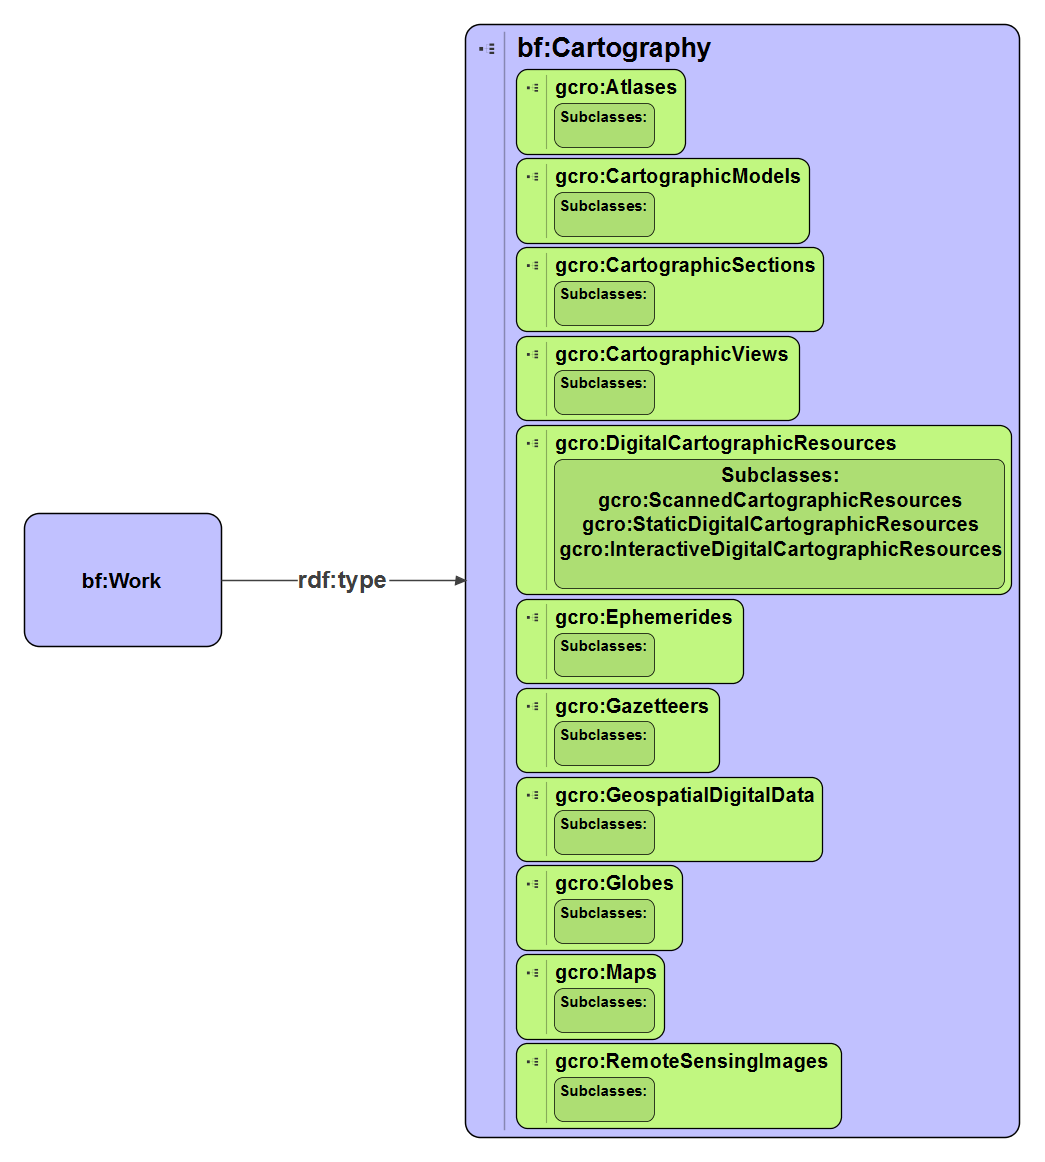 bf:Cartography
gcro:Atlases
Subclasses:
gcro:CartographicModels
Subclasses:
gcro:CartographicSections
Subclasses:
gcro:CartographicViews
Subclasses:
gcro:DigitalCartographicResources
Subclasses:
gcro:ScannedCartographicResources
gcro:StaticDigitalCartographicResources
gcro:InteractiveDigitalCartographicResources
bf:Work
rdf:type
gcro:Ephemerides
Subclasses:
gcro:Gazetteers
Subclasses:
gcro:GeospatialDigitalData
Subclasses:
gcro:Globes
Subclasses:
gcro:Maps
Subclasses:
gcro:RemoteSensingImages
Subclasses: